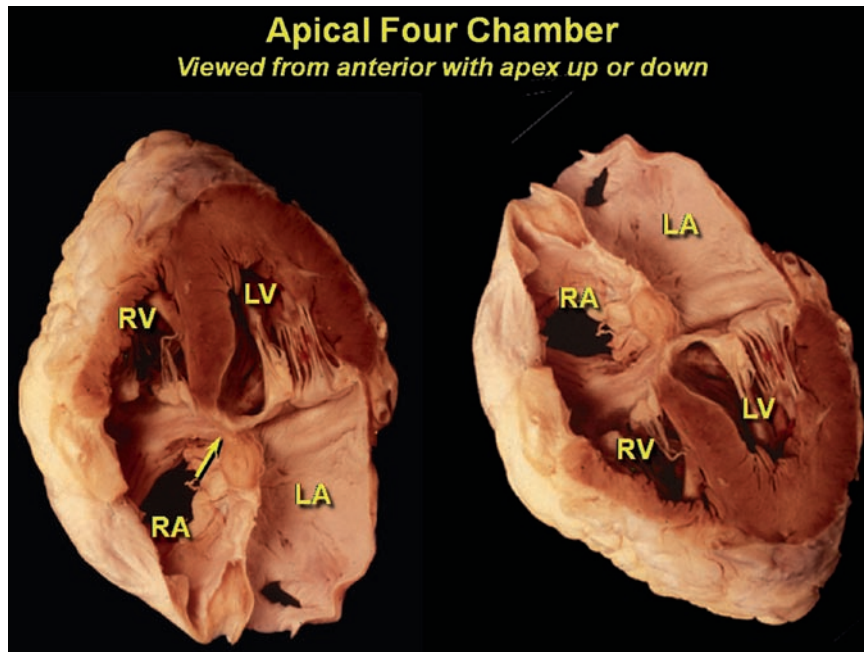 Apical Four Chamber
Viewed from anterior with apex up or down
LA
RV
LV
RA
RA
LA
RV
LV